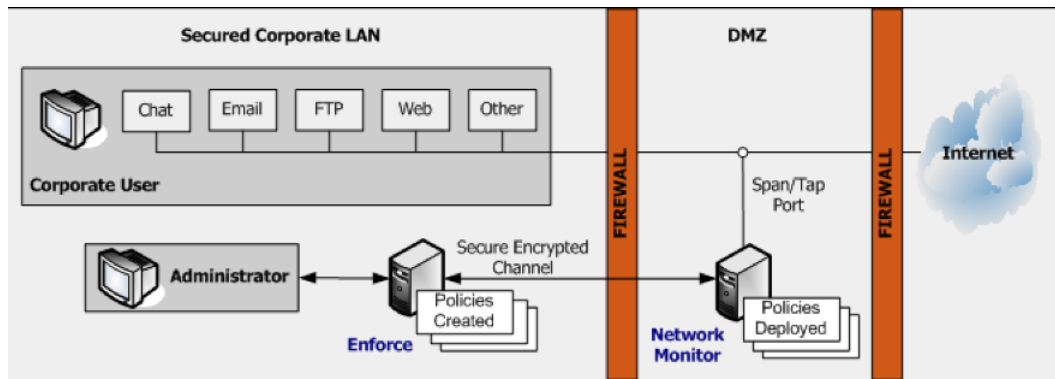 Secured Corporate LAN
DMZ
Chat
Email
FTP
Web
Other
Corporate User
FIREWALL
FIREWALL
Internet
Span/Tap
Port
Administrator
Secure Encrypted
Channel
Policies
Created
Enforce
Policies
Deployed
Network
Monitor